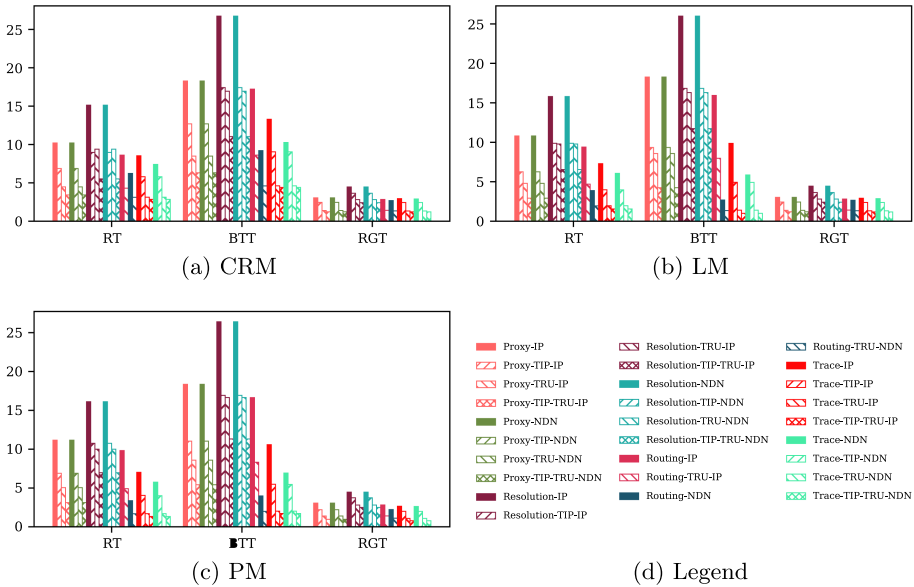 25
20
15
10
5
0
RT
BTT
RGT
(a) CRM
25
20
15
10
5
0
RT
BTT
RGT
(b) LM
25
20
15
10
5
0
RT
BTT
RGT
(c) PM
Proxy-IP
Proxy-TIP-IP
Proxy-TRU-IP
Proxy-TIP-TRU-IP
Proxy-NDN
Proxy-TIP-NDN
Proxy-TRU-NDN
Proxy-TIP-TRU-NDN
Resolution-IP
Resolution-TIP-IP
Resolution-TRU-IP
Resolution-TIP-TRU-IP
Resolution-NDN
Resolution-TIP-NDN
Resolution-TRU-NDN
Resolution-TIP-TRU-NDN
Routing-IP
Routing-TRU-IP
Routing-NDN
Routing-TRU-NDN
Trace-IP
Trace-TIP-IP
Trace-TRU-IP
Trace-TIP-TRU-IP
Trace-NDN
Trace-TIP-NDN
Trace-TRU-NDN
Trace-TIP-TRU-NDN
(d) Legend